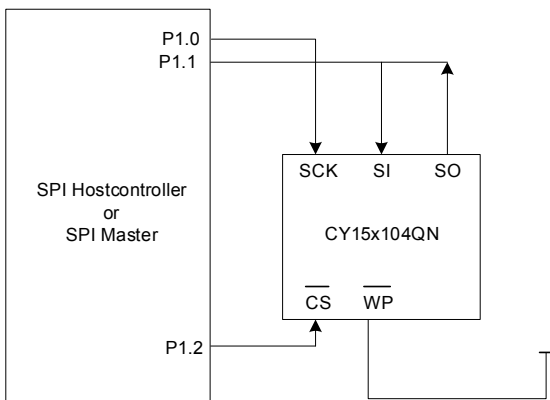 P1.0
P1.1
SPI Hostcontroller
or
SPI Master
SCK SI SO
CY15x104QN
CS WP
P1.2